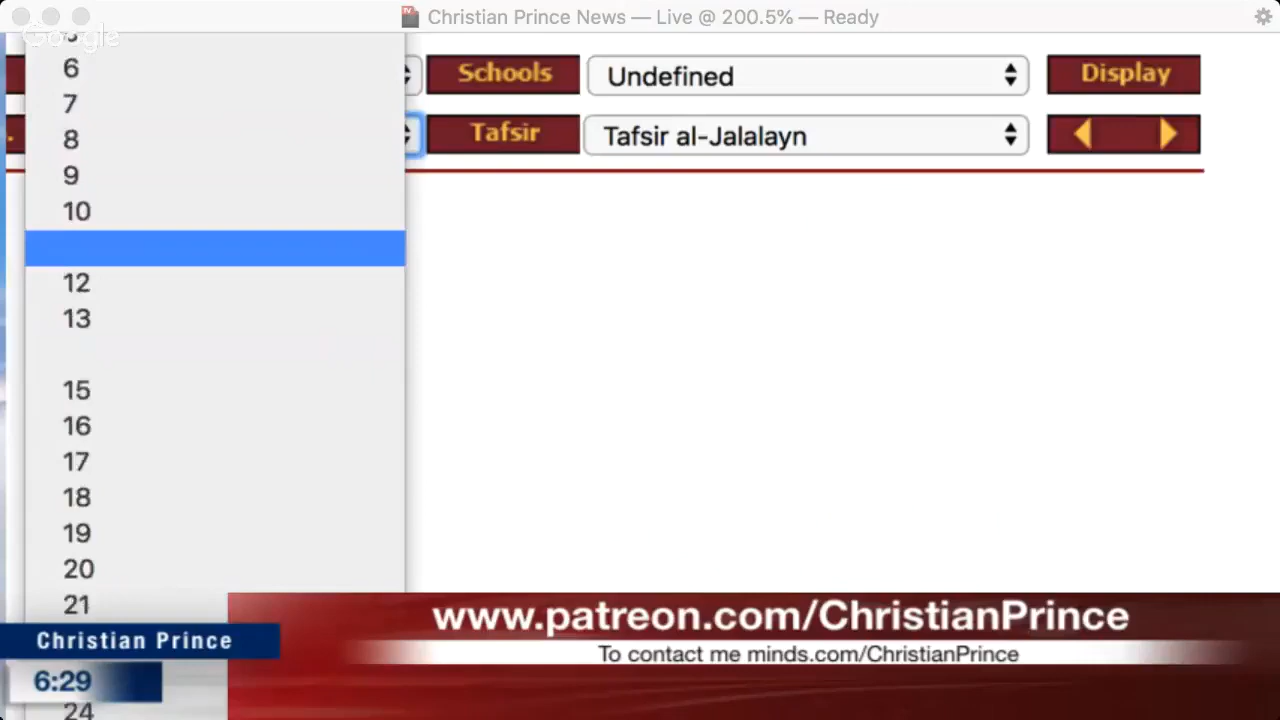 Christian Prince News — Live @ 200.5% — Ready
Google
6
7
8
9
10
12
13
15
16
17
18
19
20
21
24
Schools
Undefined
Display
Tafsir
Tafsir al-Jalalayn
www.patreon.com/ChristianPrince
To contact me minds.com/ChristianPrince
Christian Prince
6:29